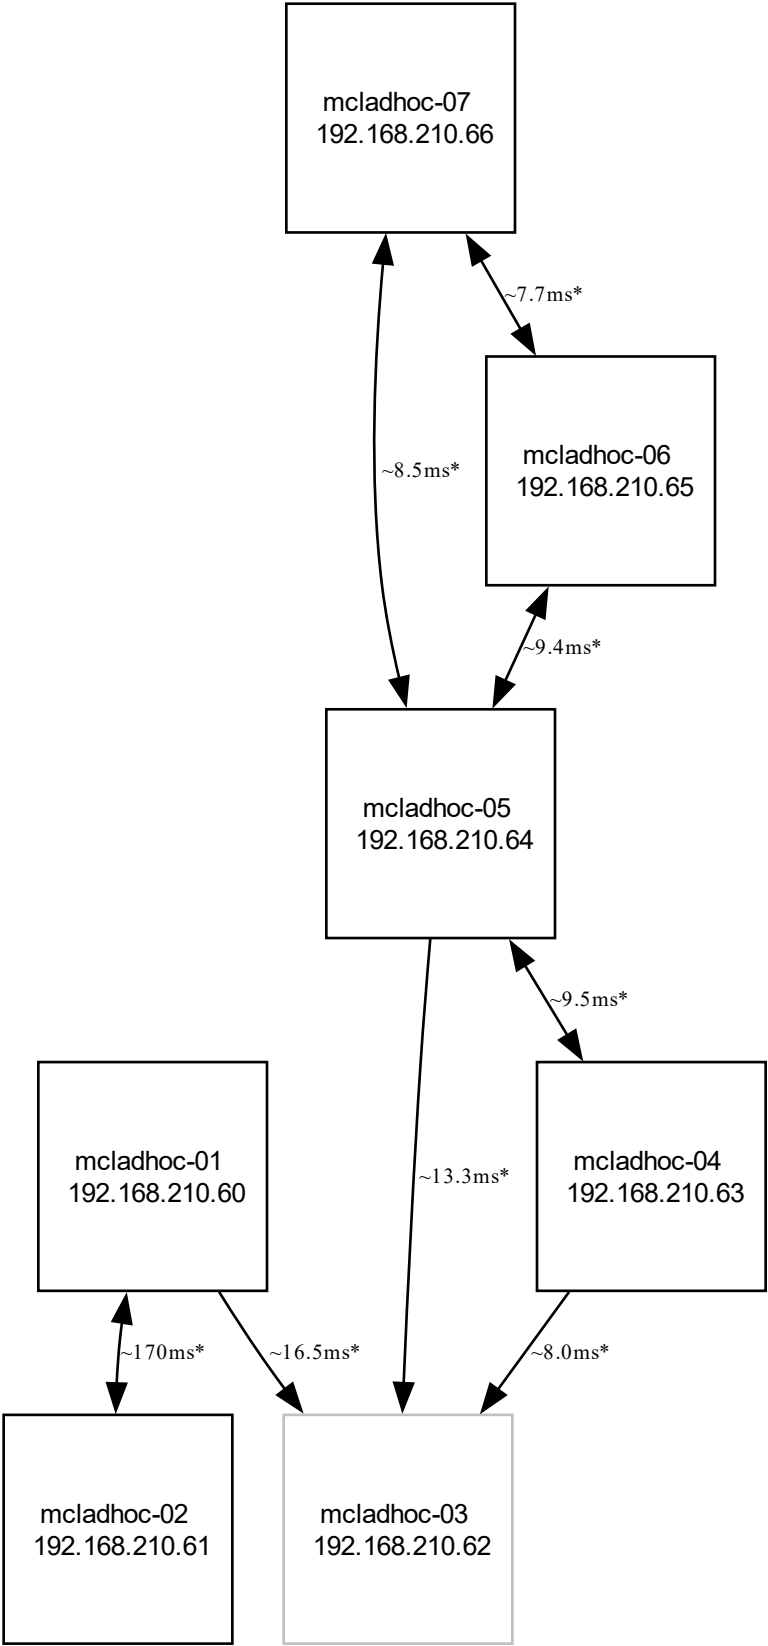 mcladhoc-07
192.168.210.66
~7.7ms*
mcladhoc-06
192.168.210.65
~8.5ms*
~9.4ms*
mcladhoc-05
192.168.210.64
~9.5ms*
mcladhoc-01
192.168.210.60
~13.3ms*
mcladhoc-04
192.168.210.63
~170ms*
~16.5ms*
~8.0ms*
mcladhoc-02
192.168.210.61
mcladhoc-03
192.168.210.62